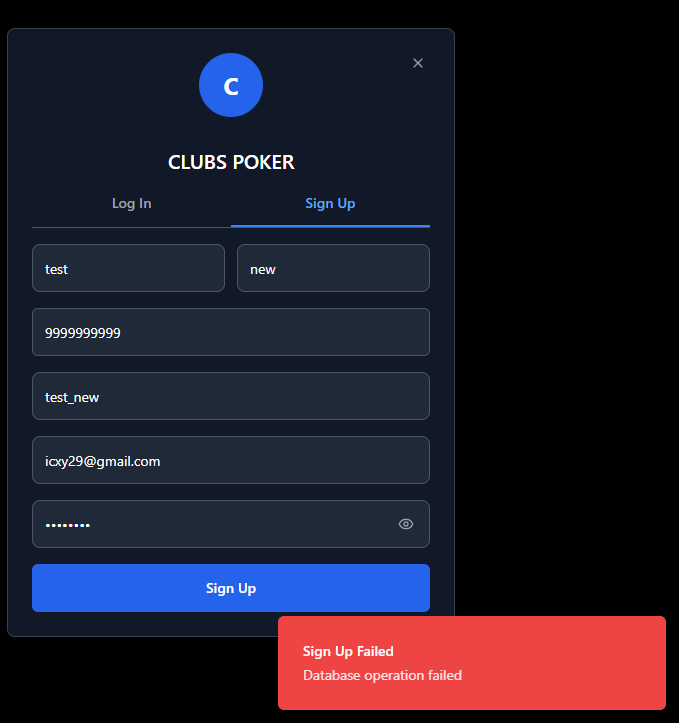 C
CLUBS POKER
Log In Sign Up
test new
9999999999
test_new
icxy29@gmail.com
••••••••
Sign Up
Sign Up Failed
Database operation failed